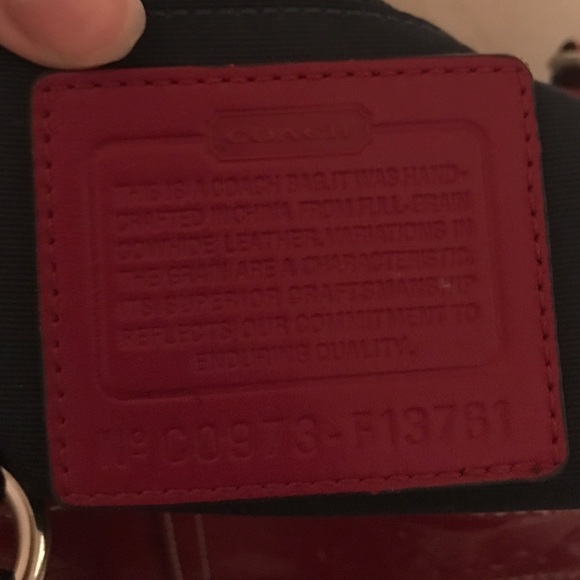 COACH
THIS IS A COACH BAG. IT WAS HAND-
CRAFTED IN CHINA FROM FULL-GRAIN
COWHIDE LEATHER. VARIATIONS IN
THE GRAIN ARE A CHARACTERISTIC.
ITS SUPERIOR CRAFTSMANSHIP
REFLECTS OUR COMMITMENT TO
ENDURING QUALITY.
Nº C0973-F13761